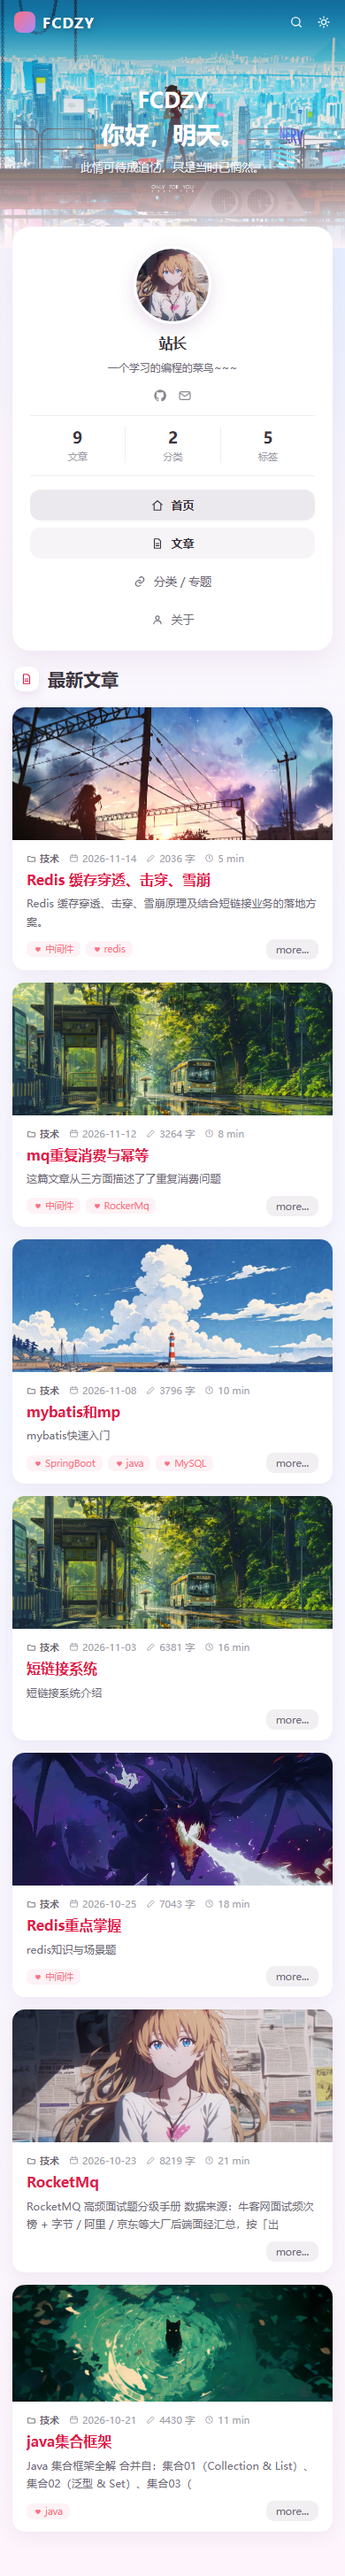 FCDZY
FCDZY
你好，明天。
此情可待成追忆，只是当时已惘然。
ONLY FOR YOU
NERV
站长
一个学习的编程的菜鸟~~~
9 2 5
文章 分类 标签
首页
文章
分类 / 专题
关于
最新文章
技术 2026-11-14 2036 字 5 min
Redis 缓存穿透、击穿、雪崩
Redis 缓存穿透、击穿、雪崩原理及结合短链接业务的落地方
案。
中间件 redis more...
技术 2026-11-12 3264 字 8 min
mq重复消费与幂等
这篇文章从三方面描述了了重复消费问题
中间件 RockerMq more...
技术 2026-11-08 3796 字 10 min
mybatis和mp
mybatis快速入门
SpringBoot java MySQL more...
技术 2026-11-03 6381 字 16 min
短链接系统
短链接系统介绍
more...
技术 2026-10-25 7043 字 18 min
Redis重点掌握
redis知识与场景题
中间件 more...
技术 2026-10-23 8219 字 21 min
RocketMq
RocketMQ 高频面试题分级手册 数据来源：牛客网面试频次
榜 + 字节 / 阿里 / 京东等大厂后端面经汇总，按「出
more...
技术 2026-10-21 4430 字 11 min
java集合框架
Java 集合框架全解 合并自：集合01（Collection & List）、
集合02（泛型 & Set）、集合03（
java more...